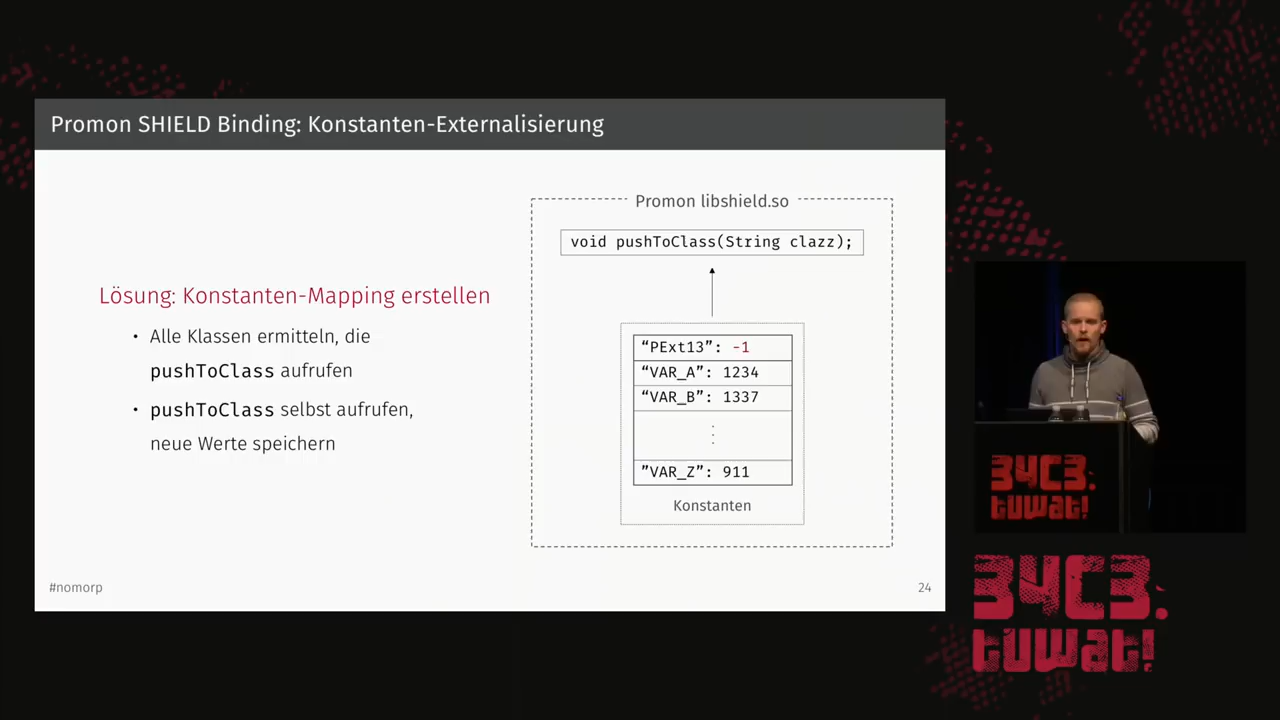 Promon SHIELD Binding: Konstanten-Externalisierung
Lösung: Konstanten-Mapping erstellen
• Alle Klassen ermitteln, die
pushToClass aufrufen
• pushToClass selbst aufrufen,
neue Werte speichern
Promon libshield.so
void pushToClass(String clazz);
“PExt13”: -1
“VAR_A”: 1234
“VAR_B”: 1337
”VAR_Z”: 911
Konstanten
#nomorp
24
34C3.
tuwat!
34C3.
tuwat!